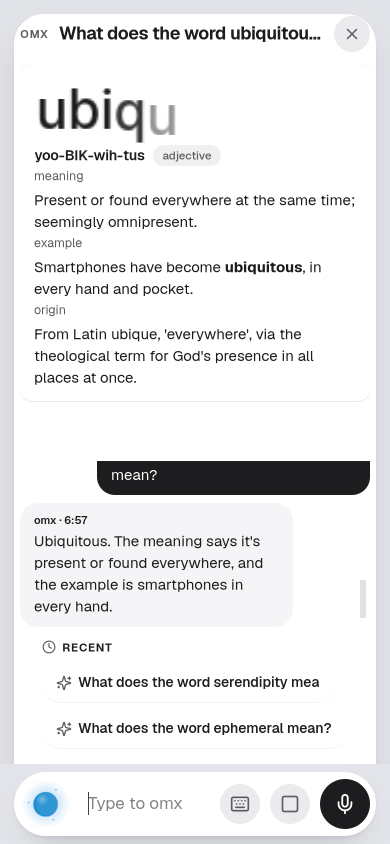 OMX What does the word ubiquitou...
ubiqu
yoo-BIK-wih-tus adjective
meaning
Present or found everywhere at the same time;
seemingly omnipresent.
example
Smartphones have become ubiquitous, in
every hand and pocket.
origin
From Latin ubique, 'everywhere', via the
theological term for God's presence in all
places at once.
mean?
omx · 6:57
Ubiquitous. The meaning says it's
present or found everywhere, and
the example is smartphones in
every hand.
RECENT
What does the word serendipity mea
What does the word ephemeral mean?
Type to omx